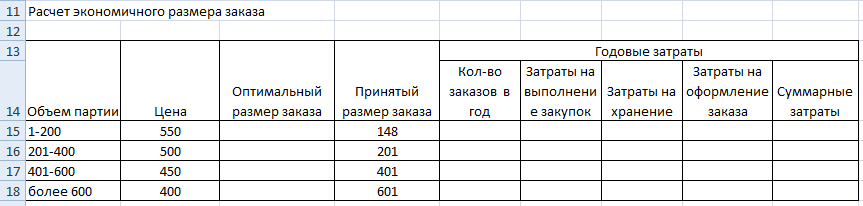 11 Расчет экономичного размера заказа
12
13 Годовые затраты
14 Объем партии Цена Оптимальный размер заказа Принятый размер заказа Кол-во заказов в год Затраты на выполнени е закупок Затраты на хранение Затраты на оформление заказа Суммарные затраты
15 1-200 550 148
16 201-400 500 201
17 401-600 450 401
18 более 600 400 601